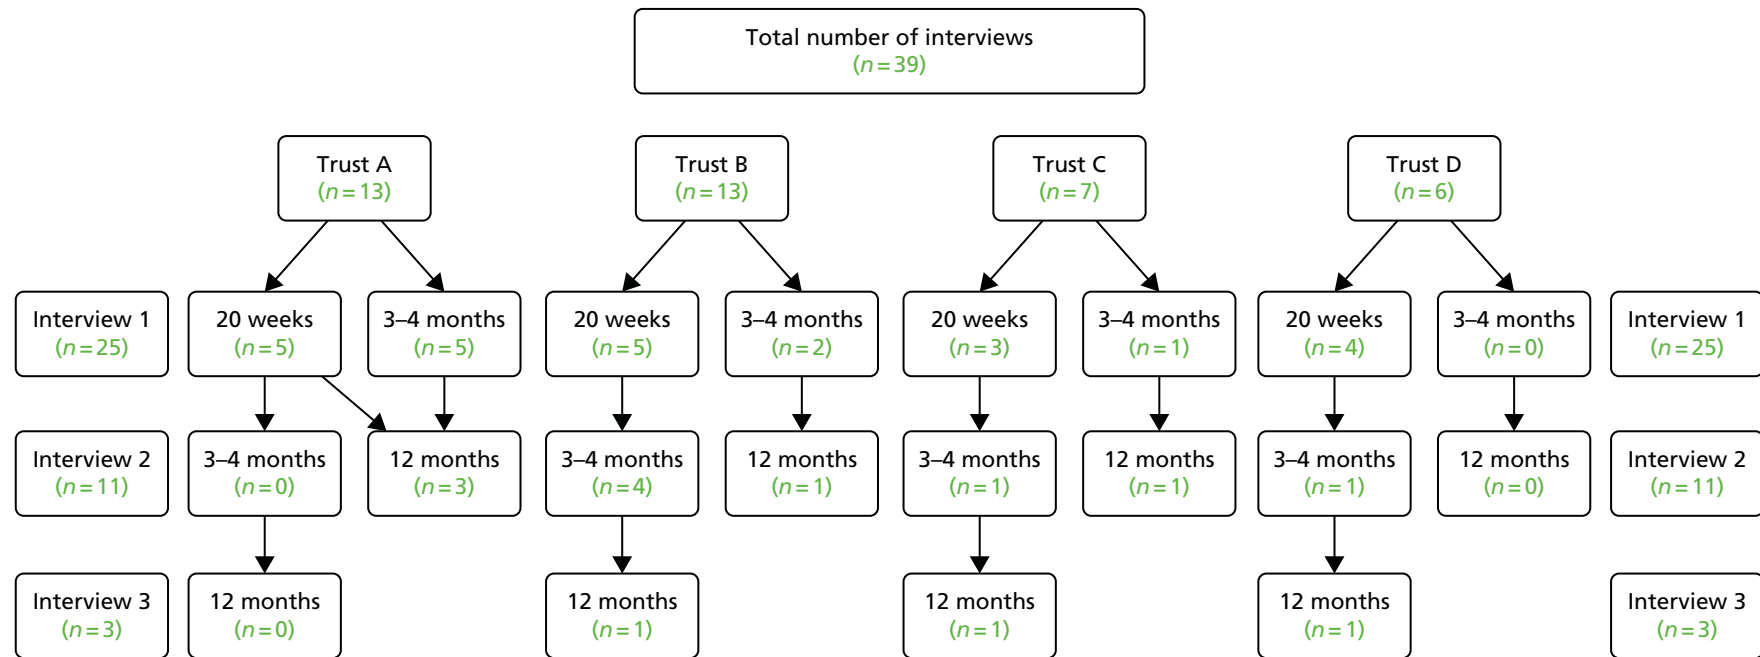 Total number of interviews
(n=39)
Trust A
(n=13)
Trust B
(n=13)
Trust C
(n=7)
Trust D
(n=6)
Interview 1
(n=25)
20 weeks
(n=5)
3–4 months
(n=5)
20 weeks
(n=5)
3–4 months
(n=2)
20 weeks
(n=3)
3–4 months
(n=1)
20 weeks
(n=4)
3–4 months
(n=0)
Interview 1
(n=25)
Interview 2
(n=11)
3–4 months
(n=0)
12 months
(n=3)
3–4 months
(n=4)
12 months
(n=1)
3–4 months
(n=1)
12 months
(n=1)
3–4 months
(n=1)
12 months
(n=0)
Interview 2
(n=11)
Interview 3
(n=3)
12 months
(n=0)
12 months
(n=1)
12 months
(n=1)
12 months
(n=1)
Interview 3
(n=3)